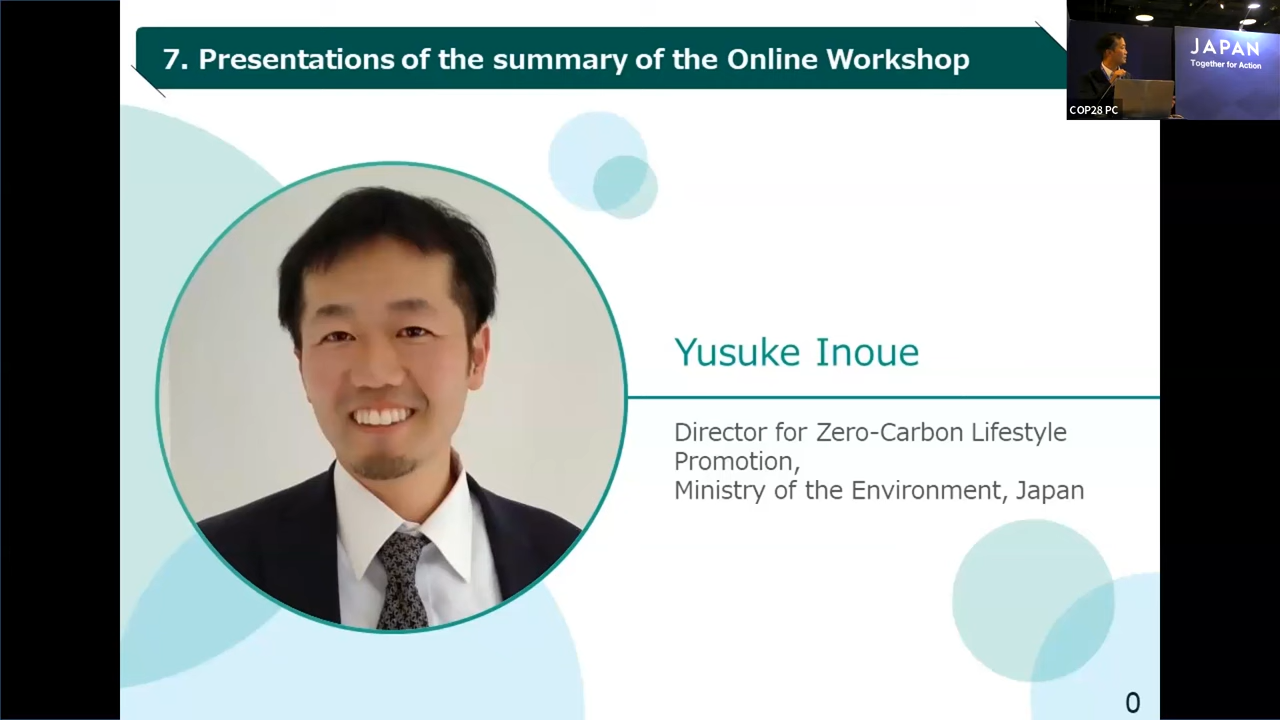 7. Presentations of the summary of the Online Workshop
JAPAN
Together for Action
COP28 PC
Yusuke Inoue
Director for Zero-Carbon Lifestyle
Promotion,
Ministry of the Environment, Japan
0